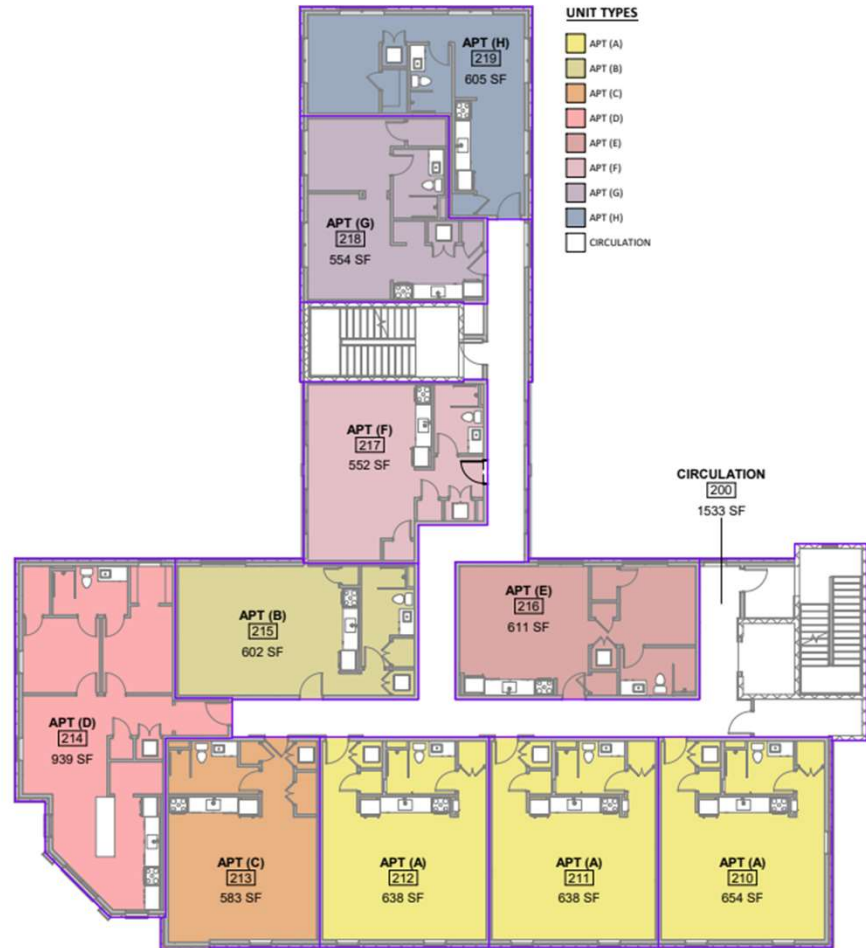 UNIT TYPES
APT (A)
APT (B)
APT (C)
APT (D)
APT (E)
APT (F)
APT (G)
APT (H)
CIRCULATION
APT (H)
219
605 SF
APT (G)
218
554 SF
APT (F)
217
552 SF
CIRCULATION
200
1533 SF
APT (B)
215
602 SF
APT (E)
216
611 SF
APT (D)
214
939 SF
APT (C)
213
583 SF
APT (A)
212
638 SF
APT (A)
211
638 SF
APT (A)
210
654 SF